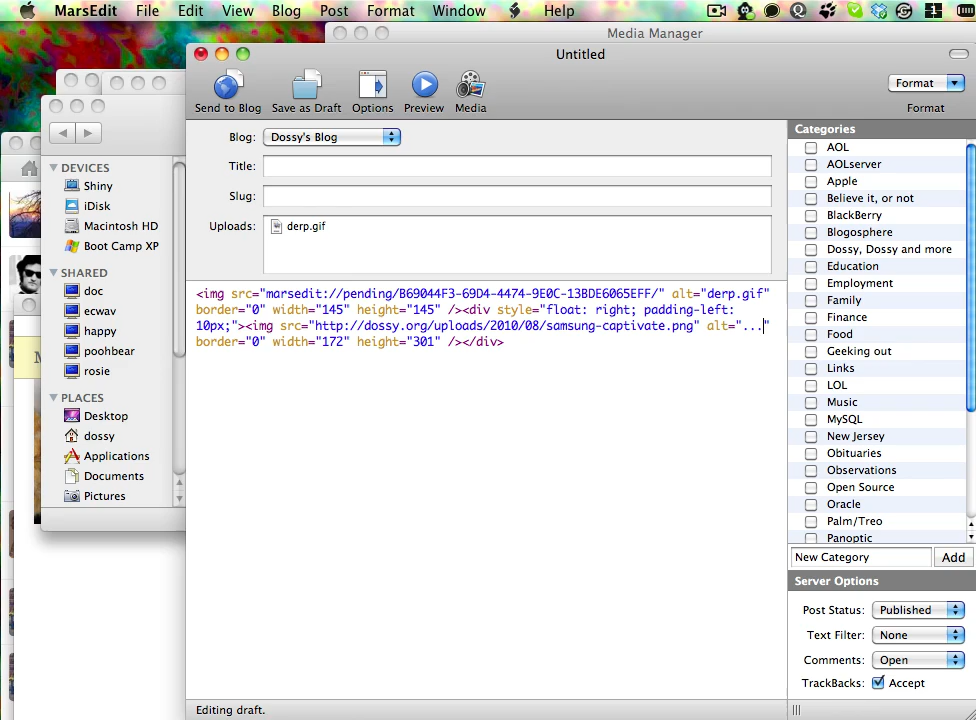 MarsEdit File Edit View Blog Post Format Window Help
Media Manager
Untitled
Send to Blog Save as Draft Options Preview Media
Format
Format
Blog: Dossy's Blog
Title:
Slug:
Uploads: derp.gif
<img src="marsedit://pending/B69044F3-69D4-4474-9E0C-13BDE6065EFF/" alt="derp.gif"
border="0" width="145" height="145" /><div style="float: right; padding-left:
10px;"><img src="http://dossy.org/uploads/2010/08/samsung-captivate.png" alt="..."
border="0" width="172" height="301" /></div>
Editing draft.
DEVICES
Shiny
iDisk
Macintosh HD
Boot Camp XP
SHARED
doc
ecwav
happy
poohbear
rosie
PLACES
Desktop
dossy
Applications
Documents
Pictures
Categories
AOL
AOLserver
Apple
Believe it, or not
BlackBerry
Blogosphere
Dossy, Dossy and more
Education
Employment
Family
Finance
Food
Geeking out
Links
LOL
Music
MySQL
New Jersey
Obituaries
Observations
Open Source
Oracle
Palm/Treo
Panoptic
New Category Add
Server Options
Post Status: Published
Text Filter: None
Comments: Open
TrackBacks: Accept